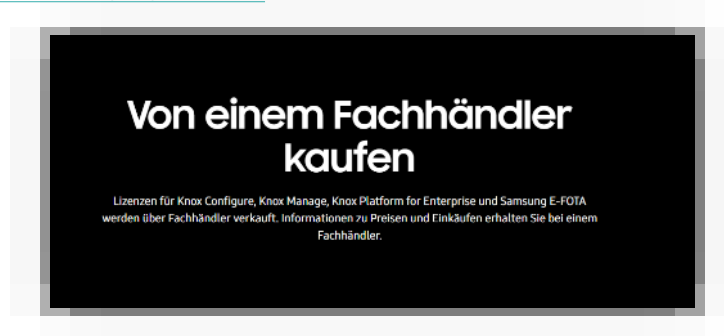 Von einem Fachhändler
kaufen
Lizenzen für Knox Configure, Knox Manage, Knox Platform for Enterprise und Samsung E-FOTA
werden über Fachhändler verkauft. Informationen zu Preisen und Einkäufen erhalten Sie bei einem
Fachhändler.